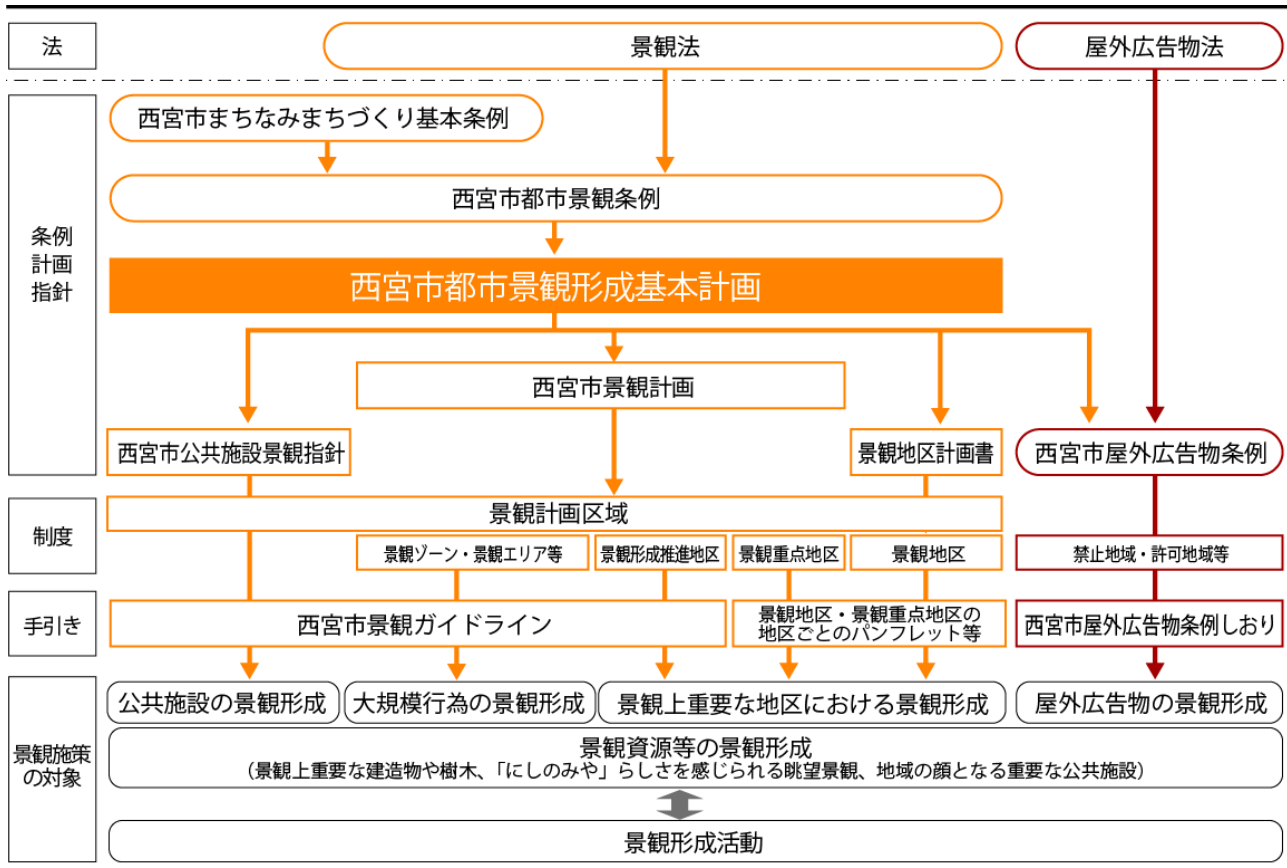 法
景観法
屋外広告物法
条例
計画
指針
西宮市まちなみまちづくり基本条例
西宮市都市景観条例
西宮市都市景観形成基本計画
西宮市景観計画
西宮市公共施設景観指針
景観地区計画書
西宮市屋外広告物条例
制度
景観計画区域
景観ゾーン・景観エリア等
景観形成推進地区
景観重点地区
景観地区
禁止地域・許可地域等
手引き
西宮市景観ガイドライン
景観地区・景観重点地区の
地区ごとのパンフレット等
西宮市屋外広告物条例しおり
景観施策
の対象
公共施設の景観形成
大規模行為の景観形成
景観上重要な地区における景観形成
屋外広告物の景観形成
景観資源等の景観形成
（景観上重要な建造物や樹木、「にしのみや」らしさを感じられる眺望景観、地域の顔となる重要な公共施設）
景観形成活動